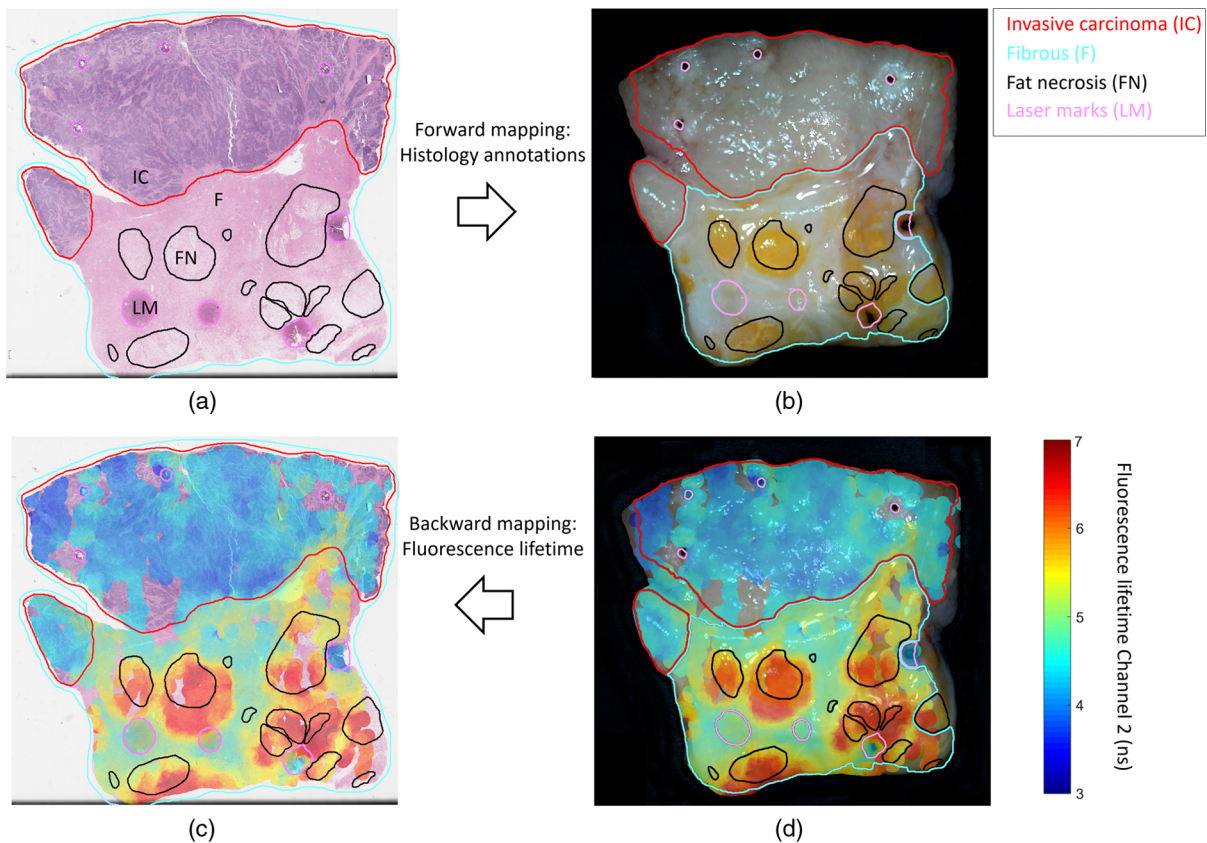 Invasive carcinoma (IC)
Fibrous (F)
Fat necrosis (FN)
Laser marks (LM)
IC
F
FN
LM
Forward mapping:
Histology annotations
(a)
(b)
Backward mapping:
Fluorescence lifetime
7
6
5
4
3
Fluorescence lifetime Channel 2 (ns)
(c)
(d)